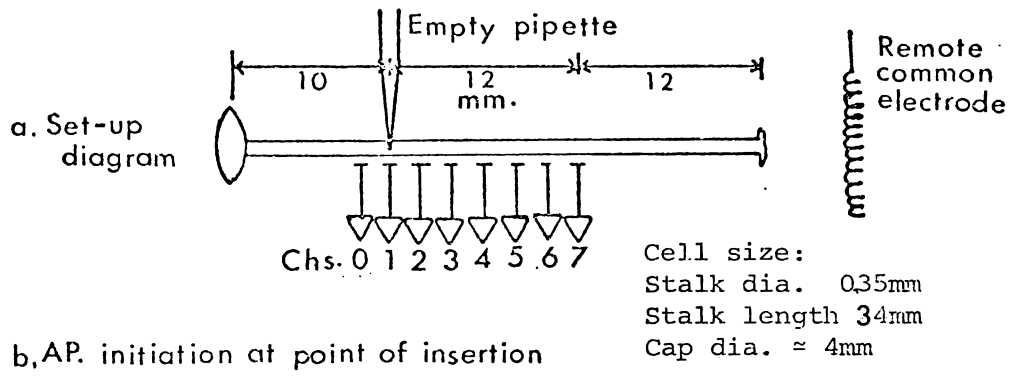 Empty pipette
10
12
12
mm.
Remote
common
electrode
a. Set-up
diagram
Chs. 0 1 2 3 4 5 6 7
Cell size:
Stalk dia. 0.35mm
Stalk length 34mm
Cap dia. ≃ 4mm
b, AP. initiation at point of insertion